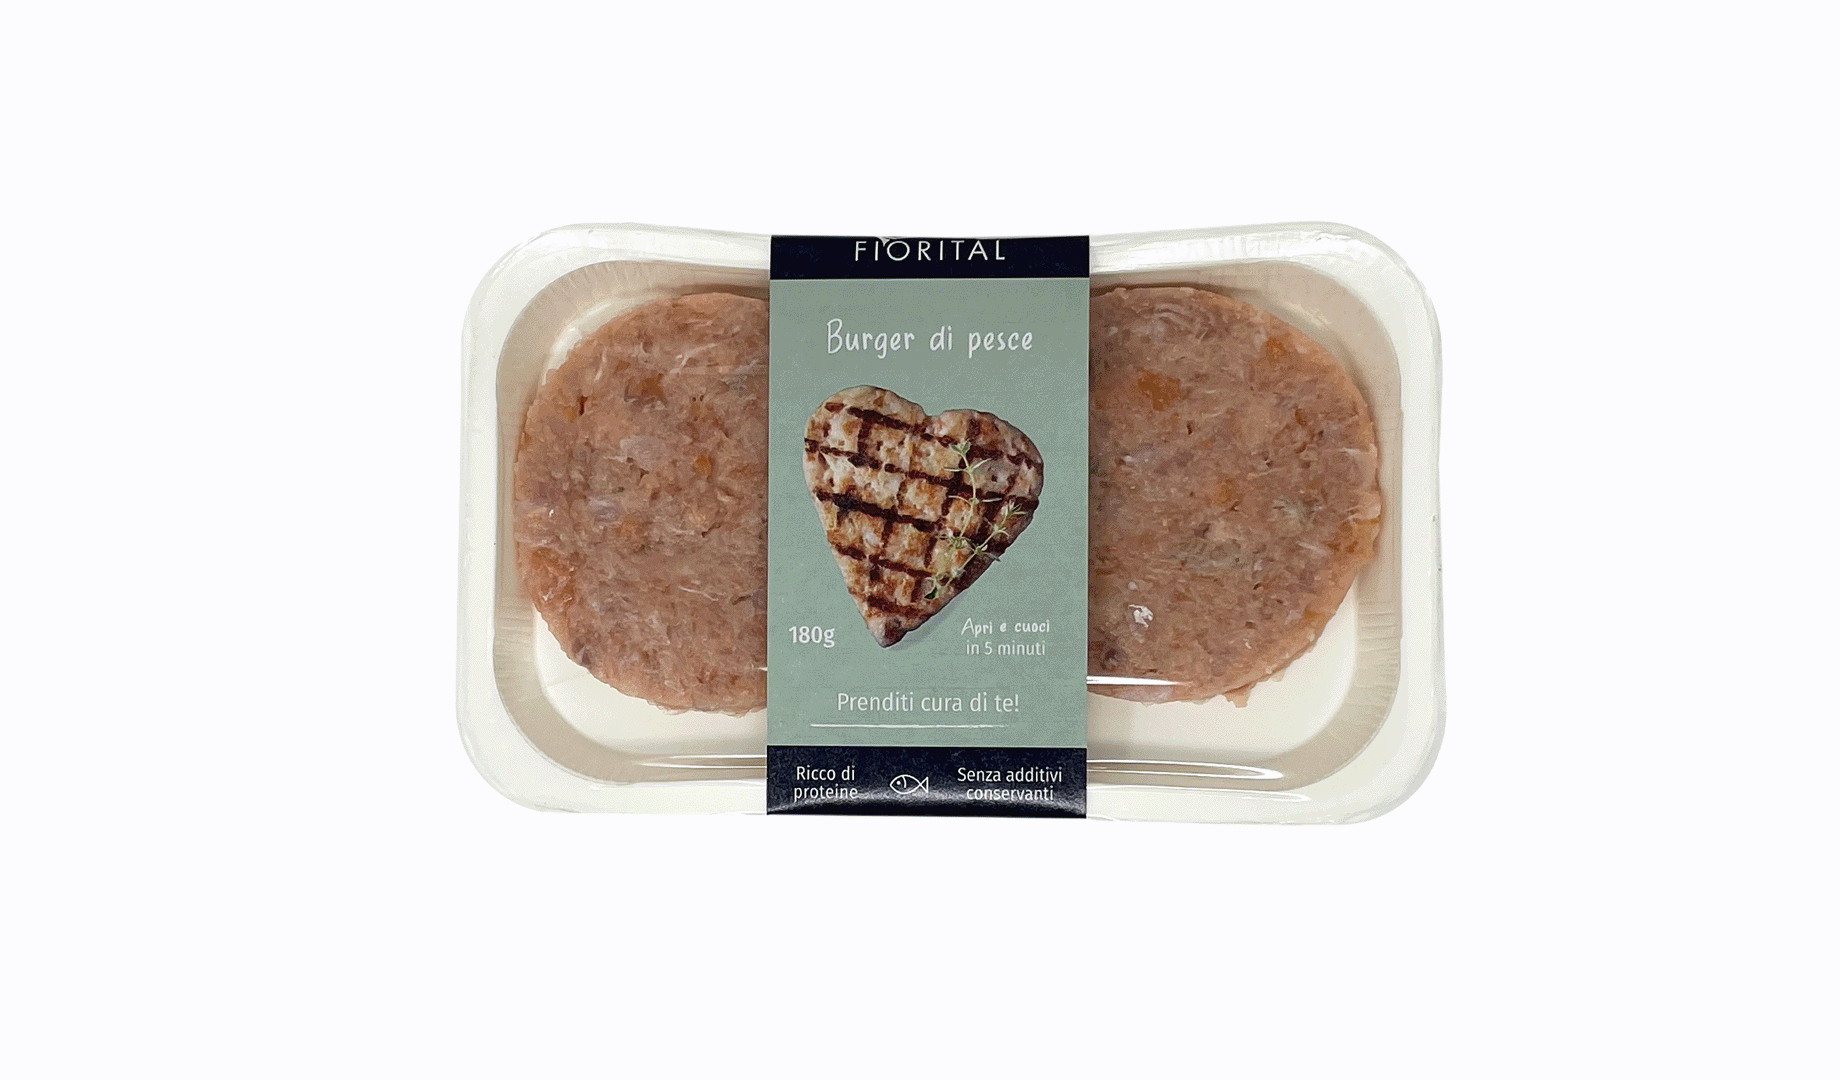 FIORITAL
Burger di pesce
180g
Apri e cuoci
in 5 minuti
Prenditi cura di te!
Ricco di
proteine
Senza additivi
conservanti